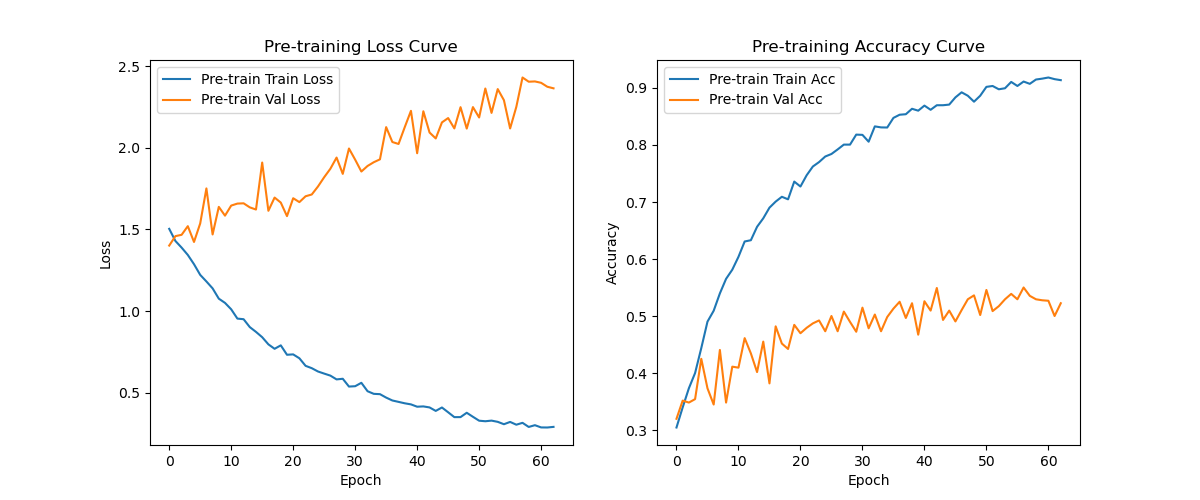 Pre-training Loss Curve
Pre-train Train Loss
Pre-train Val Loss
2.5
2.0
1.5
1.0
0.5
Loss
0 10 20 30 40 50 60
Epoch
Pre-training Accuracy Curve
Pre-train Train Acc
Pre-train Val Acc
0.9
0.8
0.7
0.6
0.5
0.4
0.3
Accuracy
0 10 20 30 40 50 60
Epoch